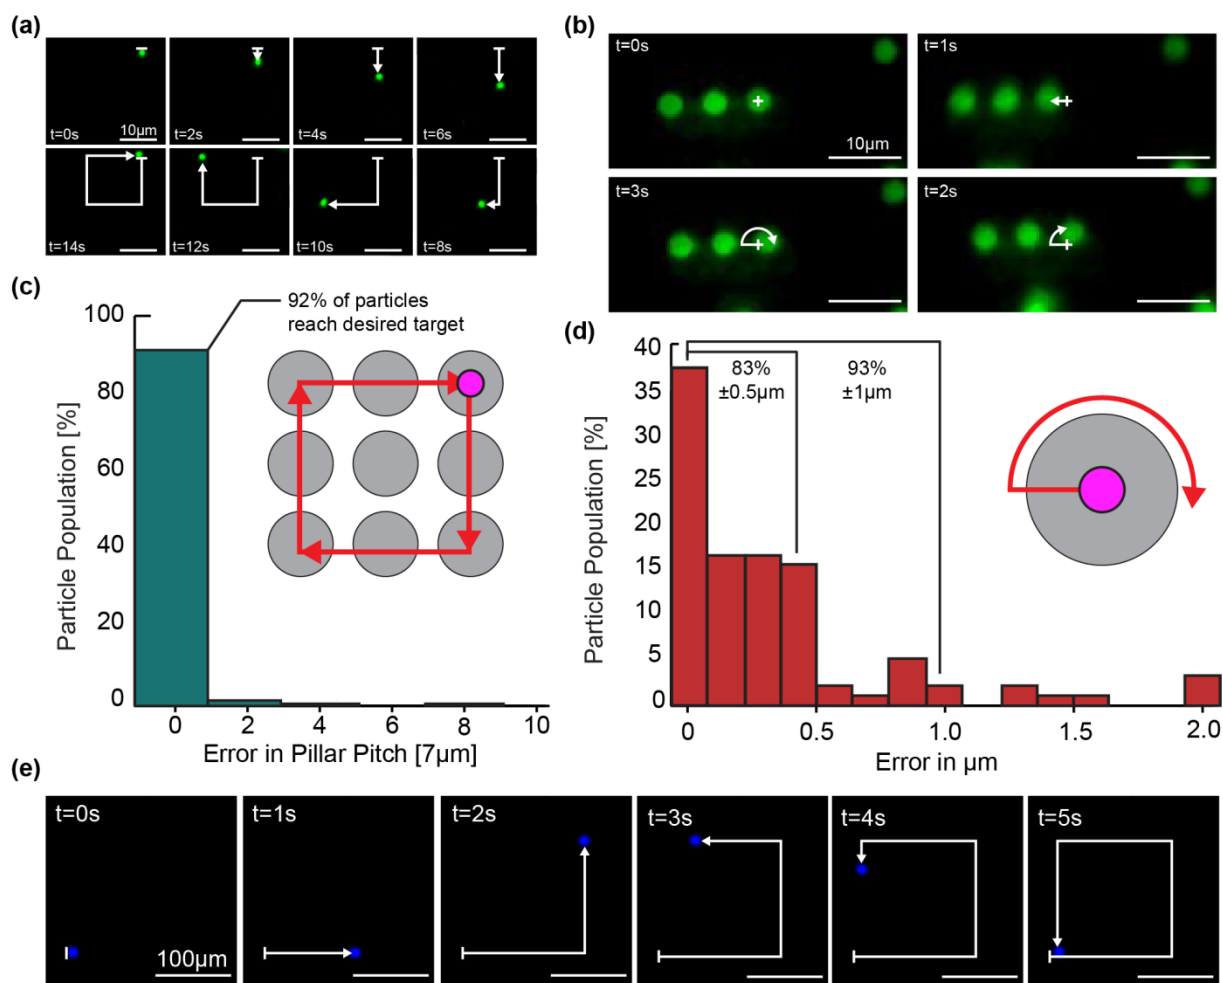 (a)
t=0s
10μm
t=2s
t=4s
t=6s
t=14s
t=12s
t=10s
t=8s
(b)
t=0s
10μm
t=1s
t=3s
t=2s
(c)
92% of particles
reach desired target
100
80
60
40
20
0
Particle Population [%]
0 2 4 6 8 10
Error in Pillar Pitch [7μm]
(d)
83%
±0.5μm
93%
±1μm
40
35
30
25
20
15
10
5
0
Particle Population [%]
0 0.5 1.0 1.5 2.0
Error in μm
(e)
t=0s
100μm
t=1s
t=2s
t=3s
t=4s
t=5s